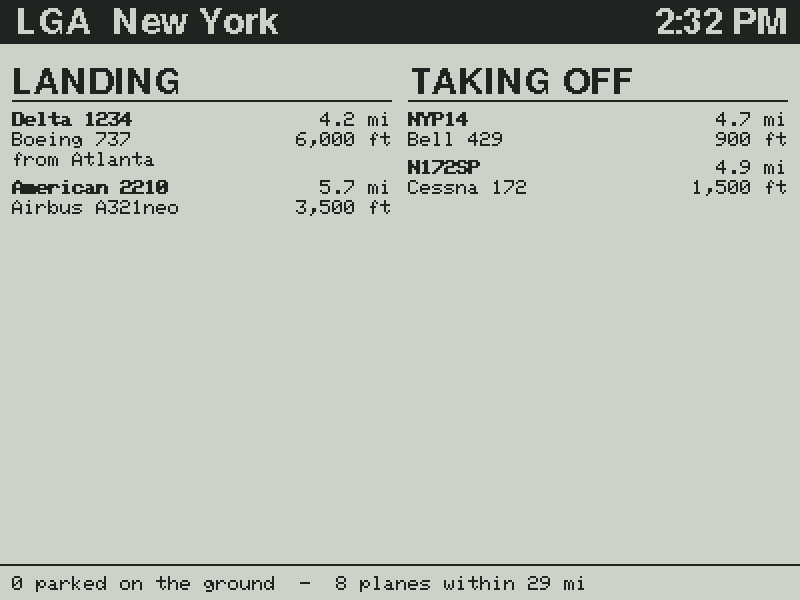 LGA New York
2:32 PM
LANDING
Delta 1234 4.2 mi
Boeing 737 6,000 ft
from Atlanta
American 2210 5.7 mi
Airbus A321neo 3,500 ft
TAKING OFF
NYP14 4.7 mi
Bell 429 900 ft
N172SP 4.9 mi
Cessna 172 1,500 ft
0 parked on the ground - 8 planes within 29 mi